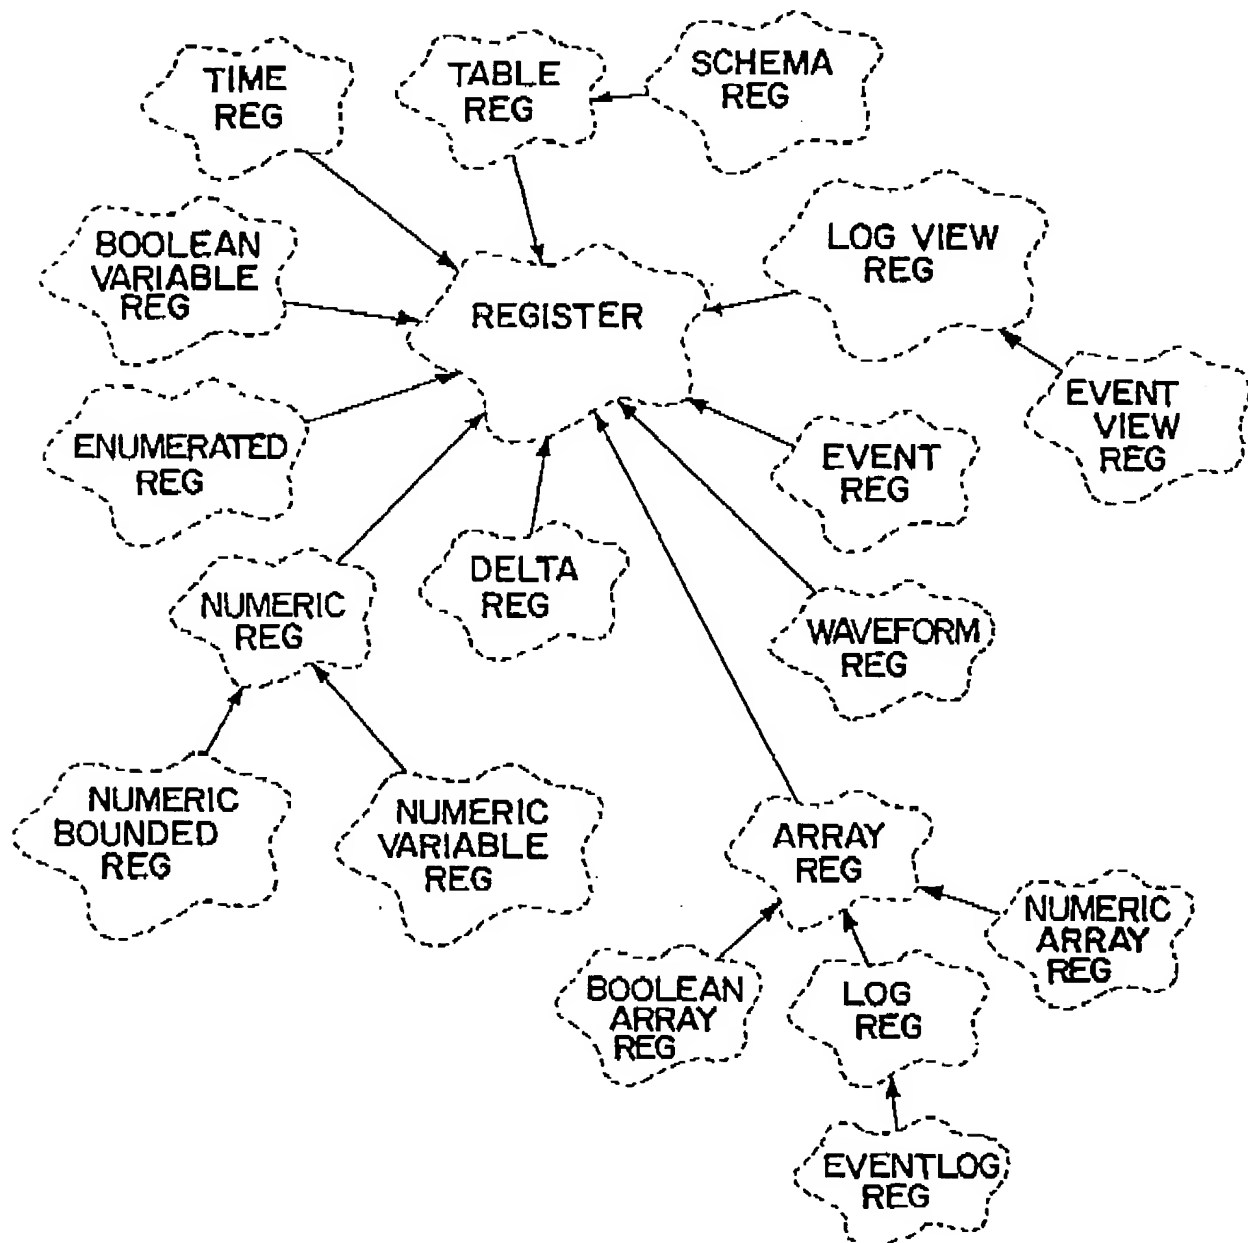 TIME
REG
TABLE
REG
SCHEMA
REG
BOOLEAN
VARIABLE
REG
REGISTER
LOG VIEW
REG
ENUMERATED
REG
EVENT
REG
EVENT
VIEW
REG
NUMERIC
REG
DELTA
REG
WAVEFORM
REG
NUMERIC
BOUNDED
REG
NUMERIC
VARIABLE
REG
ARRAY
REG
BOOLEAN
ARRAY
REG
LOG
REG
NUMERIC
ARRAY
REG
EVENTLOG
REG